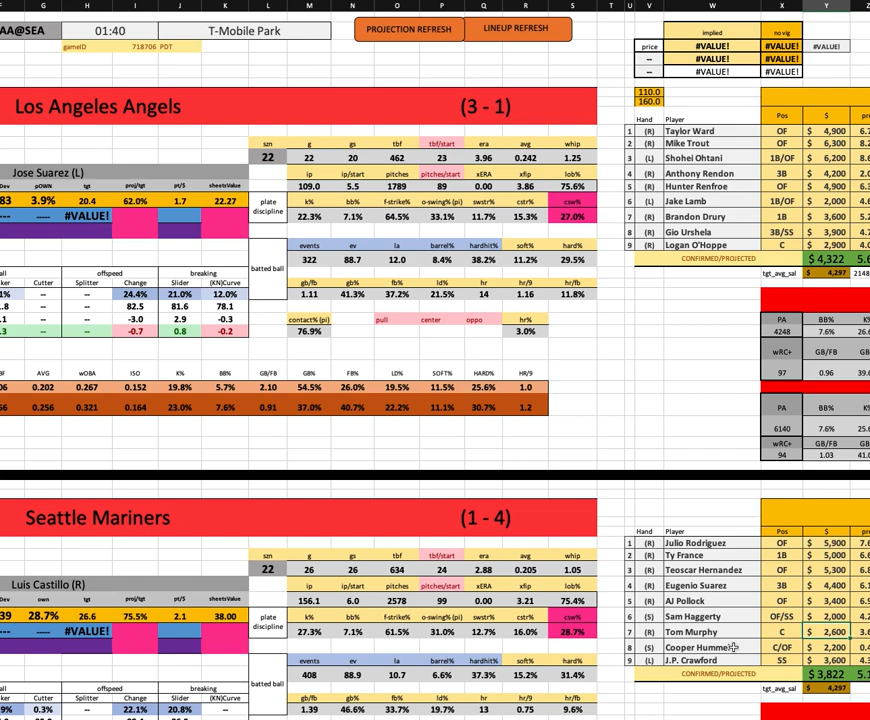 F G H I J K L M N O P Q R S T U V W X Y Z
AA@SEA 01:40 T-Mobile Park PROJECTION REFRESH LINEUP REFRESH implied no vig
gameID 718706 PDT price #VALUE! #VALUE! #VALUE!
-- #VALUE! #VALUE!
-- #VALUE! #VALUE!
110.0
160.0
Los Angeles Angels (3 - 1)
Hand Player Pos $
szn g gs tbf tbf/start era avg whip
22 22 20 462 23 3.96 0.242 1.25
ip ip/start pitches pitches/start xERA xfip lob%
109.0 5.5 1789 89 0.00 3.86 75.6%
Jose Suarez (L)
Dev pOWN tgt proj/tgt pt/$ sheetsValue
83 3.9% 20.4 62.0% 1.7 22.27
--- ----- #VALUE!
plate discipline
k% bb% f-strike% o-swing% (pi) swstr% cstr% csw%
22.3% 7.1% 64.5% 33.1% 11.7% 15.3% 27.0%
batted ball
events ev la barrel% hardhit% soft% hard%
322 88.7 12.0 8.4% 38.2% 11.2% 29.5%
gb/fb gb% fb% ld% hr hr/9 hr/fb
1.11 41.3% 37.2% 21.5% 14 1.16 11.8%
contact% (pi) pull center oppo hr%
76.9% 3.0%
offspeed breaking
Cutter Splitter Change Slider (KN)Curve
1% -- -- 24.4% 21.0% 12.0%
.8 -- -- 82.5 81.6 78.1
.1 -- -- -3.0 2.9 -0.3
.3 -- -- -0.7 0.8 -0.2
AVG wOBA ISO K% BB% GB/FB GB% FB% LD% SOFT% HARD% HR/9
06 0.202 0.267 0.152 19.8% 5.7% 2.10 54.5% 26.0% 19.5% 11.5% 25.6% 1.0
56 0.256 0.321 0.164 23.0% 7.6% 0.91 37.0% 40.7% 22.2% 11.1% 30.7% 1.2
1 (R) Taylor Ward OF $ 4,900
2 (R) Mike Trout OF $ 6,300
3 (L) Shohei Ohtani 1B/OF $ 6,200
4 (R) Anthony Rendon 3B $ 4,200
5 (R) Hunter Renfroe OF $ 4,900
6 (L) Jake Lamb 1B/OF $ 2,000
7 (R) Brandon Drury 1B $ 3,600
8 (R) Gio Urshela 3B/SS $ 3,900
9 (R) Logan O'Hoppe C $ 2,900
CONFIRMED/PROJECTED $ 4,322
tgt_avg_sal $ 4,297 2148
PA BB%
4248 7.6%
wRC+ GB/FB
97 0.96
PA BB%
6140 7.6%
wRC+ GB/FB
94 1.03
Seattle Mariners (1 - 4)
Hand Player Pos $
szn g gs tbf tbf/start era avg whip
22 26 26 634 24 2.88 0.205 1.25
ip ip/start pitches pitches/start xERA xfip lob%
156.1 6.0 2578 99 0.00 3.21 75.4%
Luis Castillo (R)
Dev own tgt proj/tgt pt/$ sheetsValue
39 28.7% 26.6 75.5% 2.1 38.00
--- ----- #VALUE!
plate discipline
k% bb% f-strike% o-swing% (pi) swstr% cstr% csw%
27.3% 7.1% 61.5% 31.0% 12.7% 16.0% 28.7%
batted ball
events ev la barrel% hardhit% soft% hard%
408 88.9 10.7 6.6% 37.3% 15.2% 31.4%
gb/fb gb% fb% ld% hr hr/9 hr/fb
1.39 46.6% 33.7% 19.7% 13 0.75 9.6%
offspeed breaking
Cutter Splitter Change Slider (KN)Curve
9% 0.3% -- 22.1% 20.8% --
1 (R) Julio Rodriguez OF $ 5,900
2 (R) Ty France 1B $ 5,000
3 (R) Teoscar Hernandez OF $ 5,300
4 (R) Eugenio Suarez 3B $ 4,400
5 (R) AJ Pollock OF $ 3,400
6 (S) Sam Haggerty OF/SS $ 2,000
7 (R) Tom Murphy C $ 2,600
8 (S) Cooper Humme C/OF $ 2,200
9 (L) J.P. Crawford SS $ 3,600
CONFIRMED/PROJECTED $ 3,822
tgt_avg_sal $ 4,297